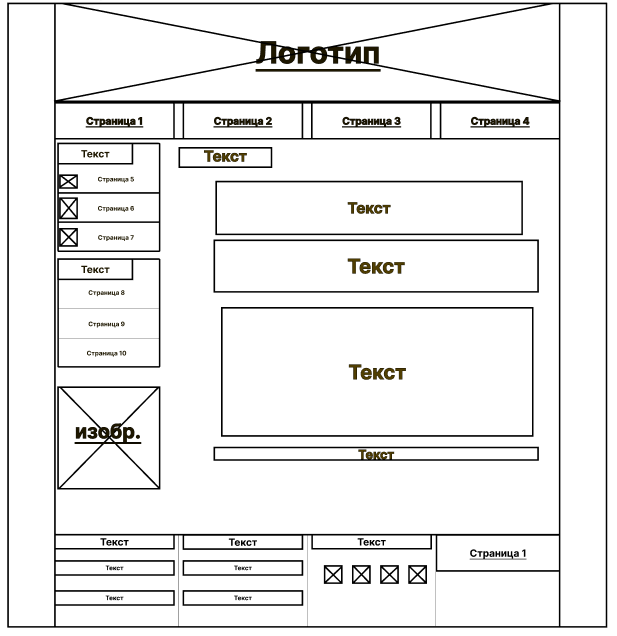 Логотип
Страница 1
Страница 2
Страница 3
Страница 4
Текст
Страница 5
Страница 6
Страница 7
Текст
Страница 8
Страница 9
Страница 10
изобр.
Текст
Текст
Текст
Текст
Текст
Текст
Текст
Текст
Текст
Текст
Текст
Текст
Страница 1